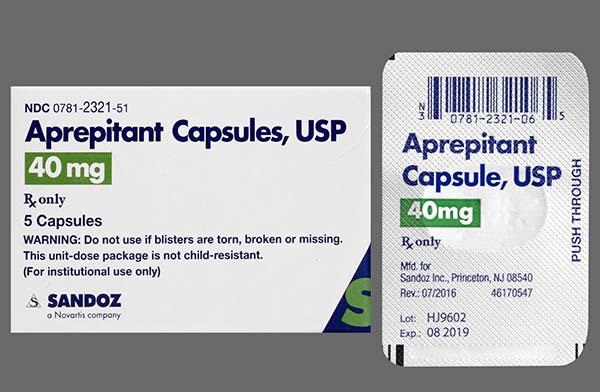 NDC 0781-2321-51
Aprepitant Capsules, USP
40 mg
Rx only
5 Capsules
WARNING: Do not use if blisters are torn, broken or missing.
This unit-dose package is not child-resistant.
(For institutional use only)
S SANDOZ
a Novartis company
S
N
3 0781-2321-06 5
Aprepitant
Capsule, USP
40mg
Rx only
Mfd. for
Sandoz Inc., Princeton, NJ 08540
Rev.: 07/2016 46170547
Lot: HJ9602
Exp.: 08 2019
PUSH THROUGH